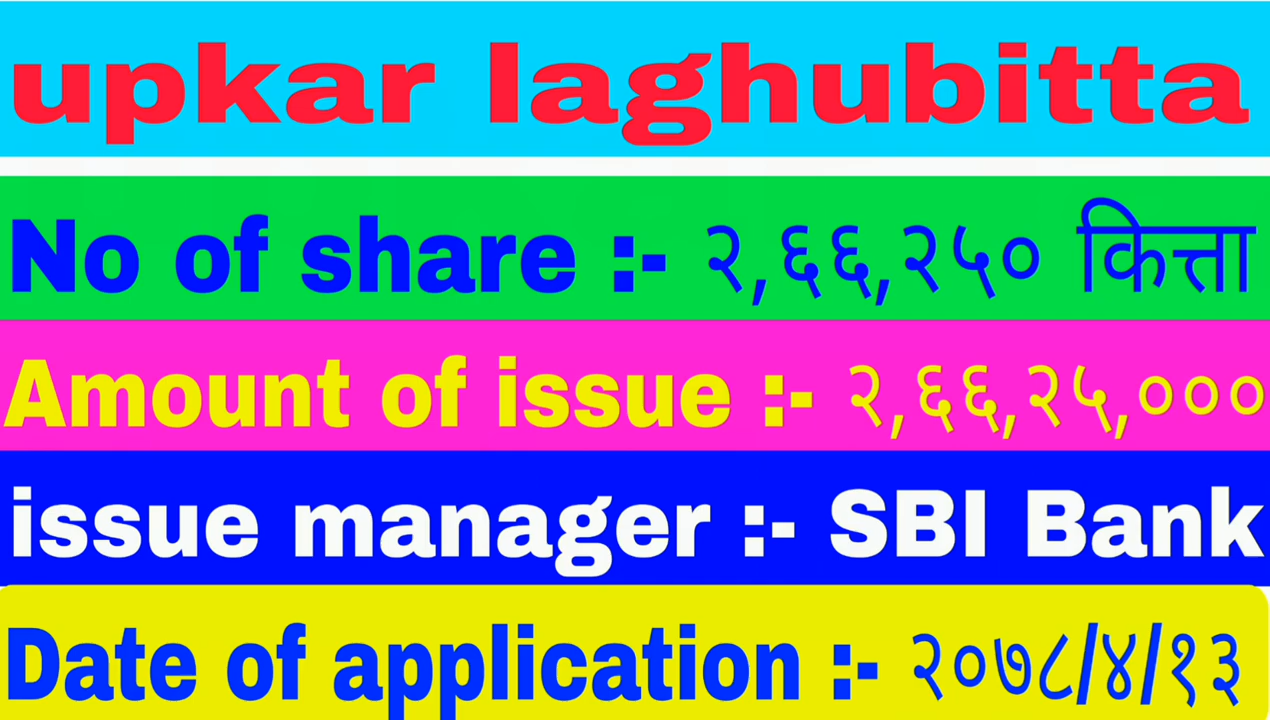 upkar laghubitta
No of share :- २,६६,२५० कित्ता
Amount of issue :- २,६६,२५,०००
issue manager :- SBI Bank
Date of application :- २०७८/४/१३